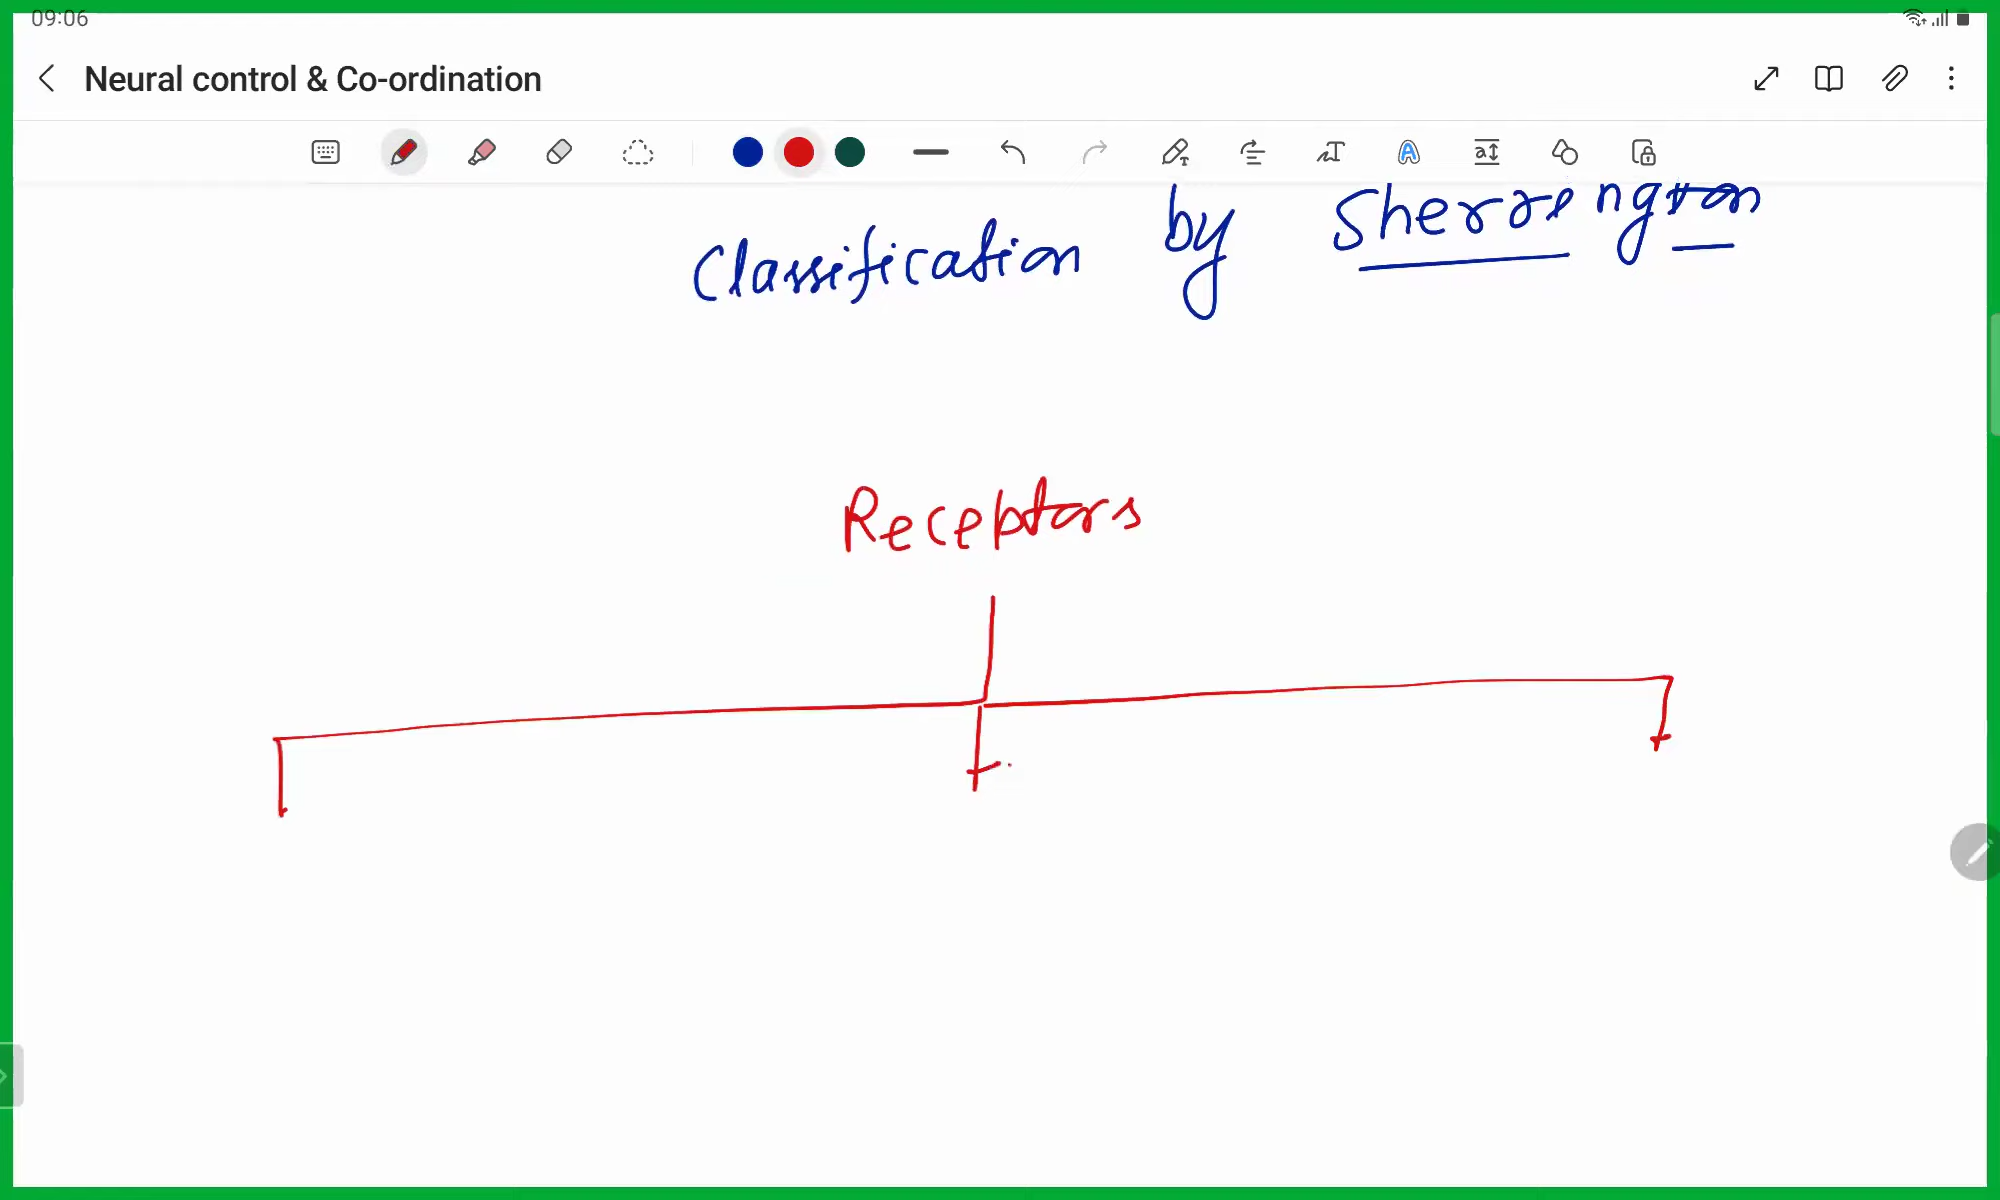 09:06
Neural control & Co-ordination
Classification by Sherrington
Receptors